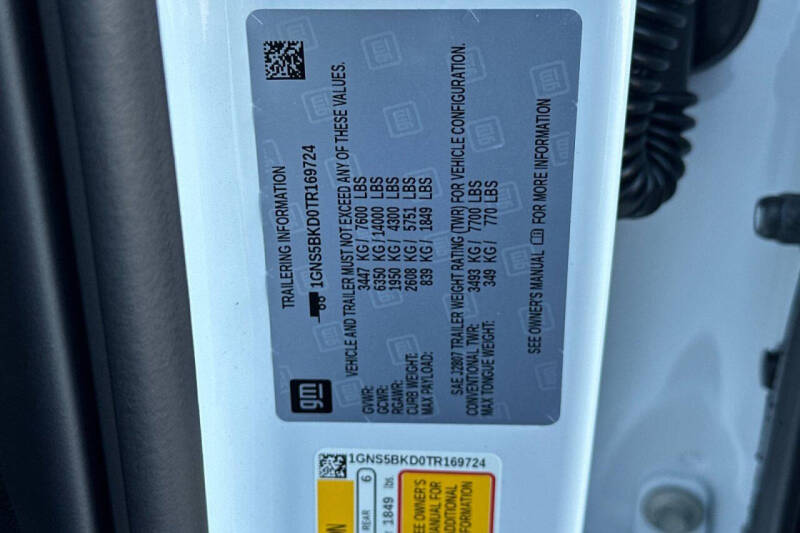 TRAILERING INFORMATION
1GNS5BKD0TR169724
VEHICLE AND TRAILER MUST NOT EXCEED ANY OF THESE VALUES.
GVWR: 3447 KG / 7600 LBS
GCWR: 6350 KG / 14000 LBS
RGAWR: 1950 KG / 4300 LBS
CURB WEIGHT: 2608 KG / 5751 LBS
MAX PAYLOAD: 839 KG / 1849 LBS
SAE J2807 TRAILER WEIGHT RATING (TWR) FOR VEHICLE CONFIGURATION.
CONVENTIONAL TWR: 3493 KG / 7700 LBS
MAX TONGUE WEIGHT: 349 KG / 770 LBS
SEE OWNER'S MANUAL FOR MORE INFORMATION
gm
1GNS5BKD0TR169724
REAR 6
1849 lbs
SEE OWNER'S
MANUAL FOR
ADDITIONAL